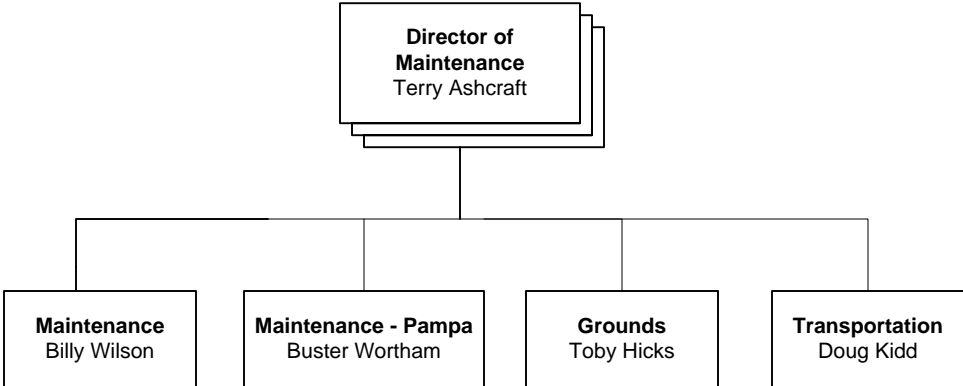 Director of
Maintenance
Terry Ashcraft
Maintenance
Billy Wilson
Maintenance - Pampa
Buster Wortham
Grounds
Toby Hicks
Transportation
Doug Kidd